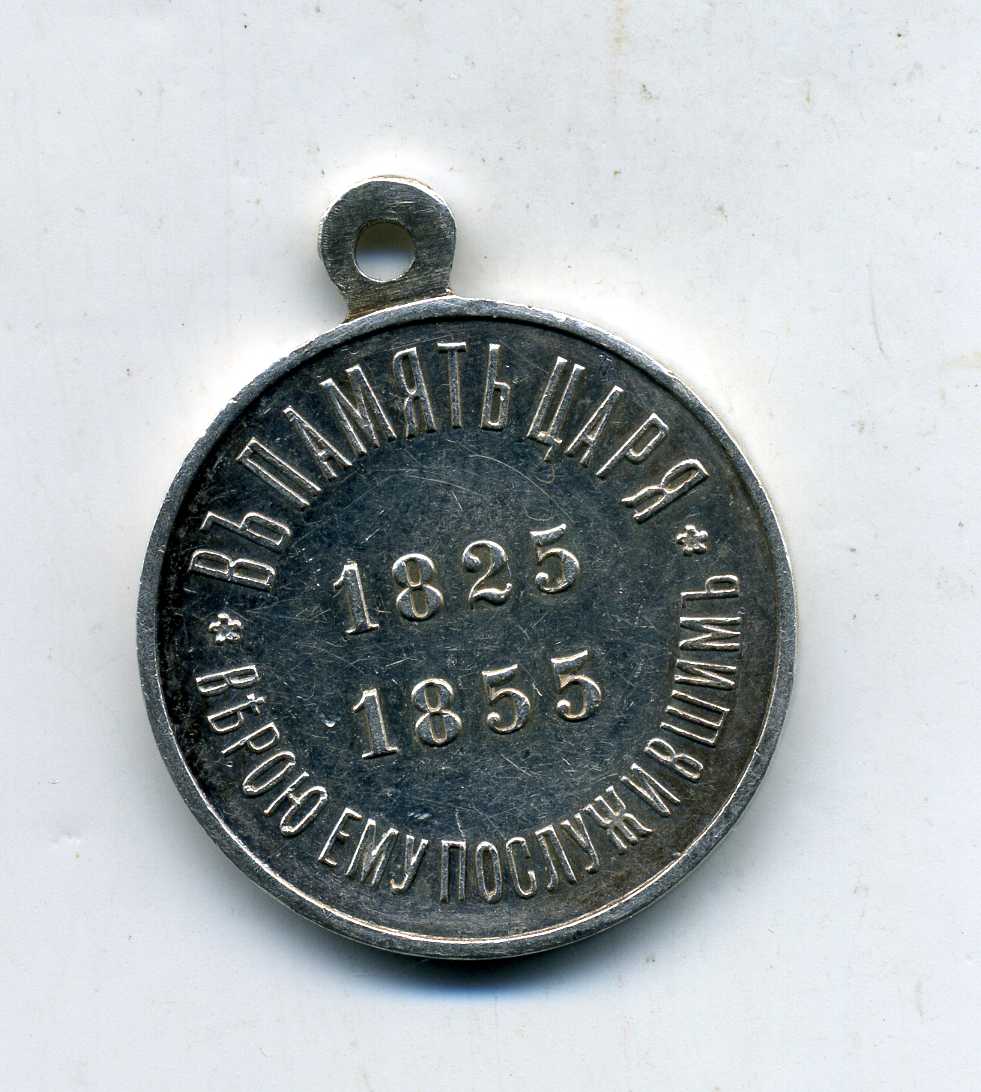 ВЪ ПАМЯТЬ ЦАРЯ
1825
1855
ВѢРОЮ ЕМУ ПОСЛУЖИВШИМЪ